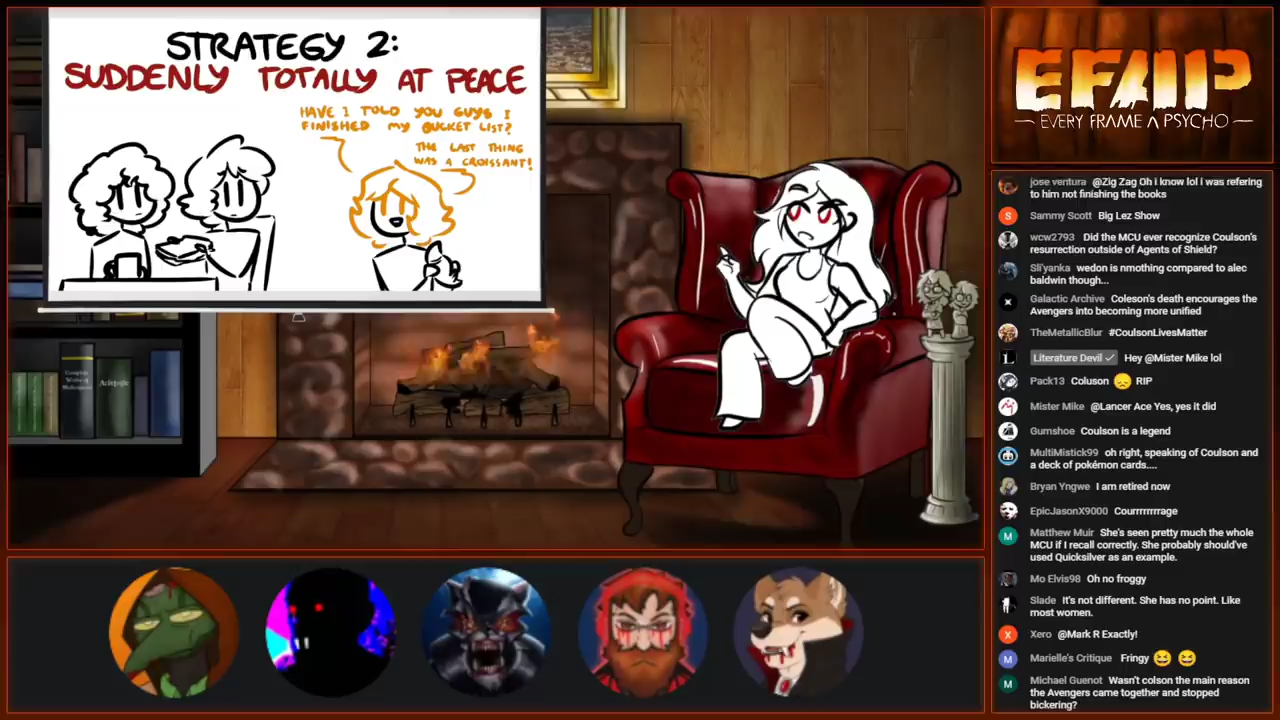 STRATEGY 2:
SUDDENLY TOTALLY AT PEACE
HAVE I TOLD YOU GUYS I
FINISHED MY BUCKET LIST?
THE LAST THING
WAS A CROISSANT!
EFAP
EVERY FRAME A PSYCHO
jose ventura @Zig Zag Oh i know lol i was refering
to him not finishing the books
S
Sammy Scott Big Lez Show
wcw2793 Did the MCU ever recognize Coulson's
resurrection outside of Agents of Shield?
Sli'yanka wedon is nmothing compared to alec
baldwin though...
Galactic Archive Coleson's death encourages the
Avengers into becoming more unified
TheMetallicBlur #CoulsonLivesMatter
Literature Devil ✓ Hey @Mister Mike lol
Pack13 Coluson 😞 RIP
Mister Mike @Lancer Ace Yes, yes it did
Gumshoe Coulson is a legend
MultiMistick99 oh right, speaking of Coulson and
a deck of pokémon cards....
Bryan Yngwe I am retired now
EpicJasonX9000 Courrrrrrrage
M
Matthew Muir She's seen pretty much the whole
MCU if I recall correctly. She probably should've
used Quicksilver as an example.
Mo Elvis98 Oh no froggy
Slade It's not different. She has no point. Like
most women.
X
Xero @Mark R Exactly!
M
Marielle's Critique Fringy 😆 😆
M
Michael Guenot Wasn't colson the main reason
the Avengers came together and stopped
bickering?